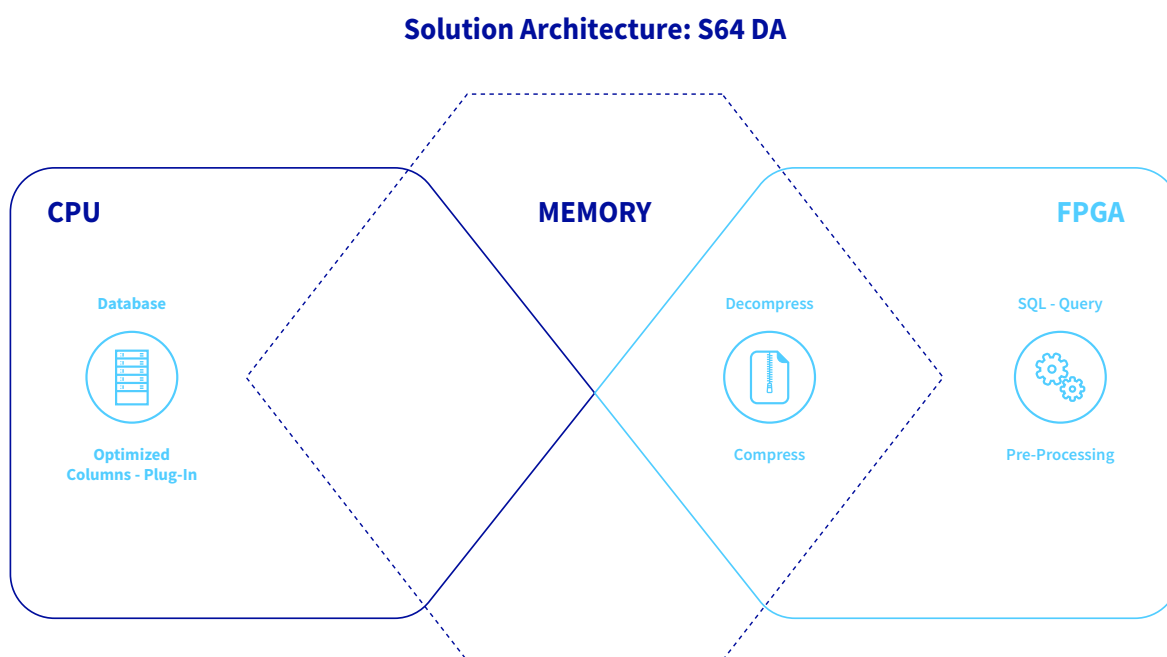 Solution Architecture: S64 DA
CPU
MEMORY
FPGA
Database
Optimized
Columns - Plug-In
Decompress
Compress
SQL - Query
Pre-Processing